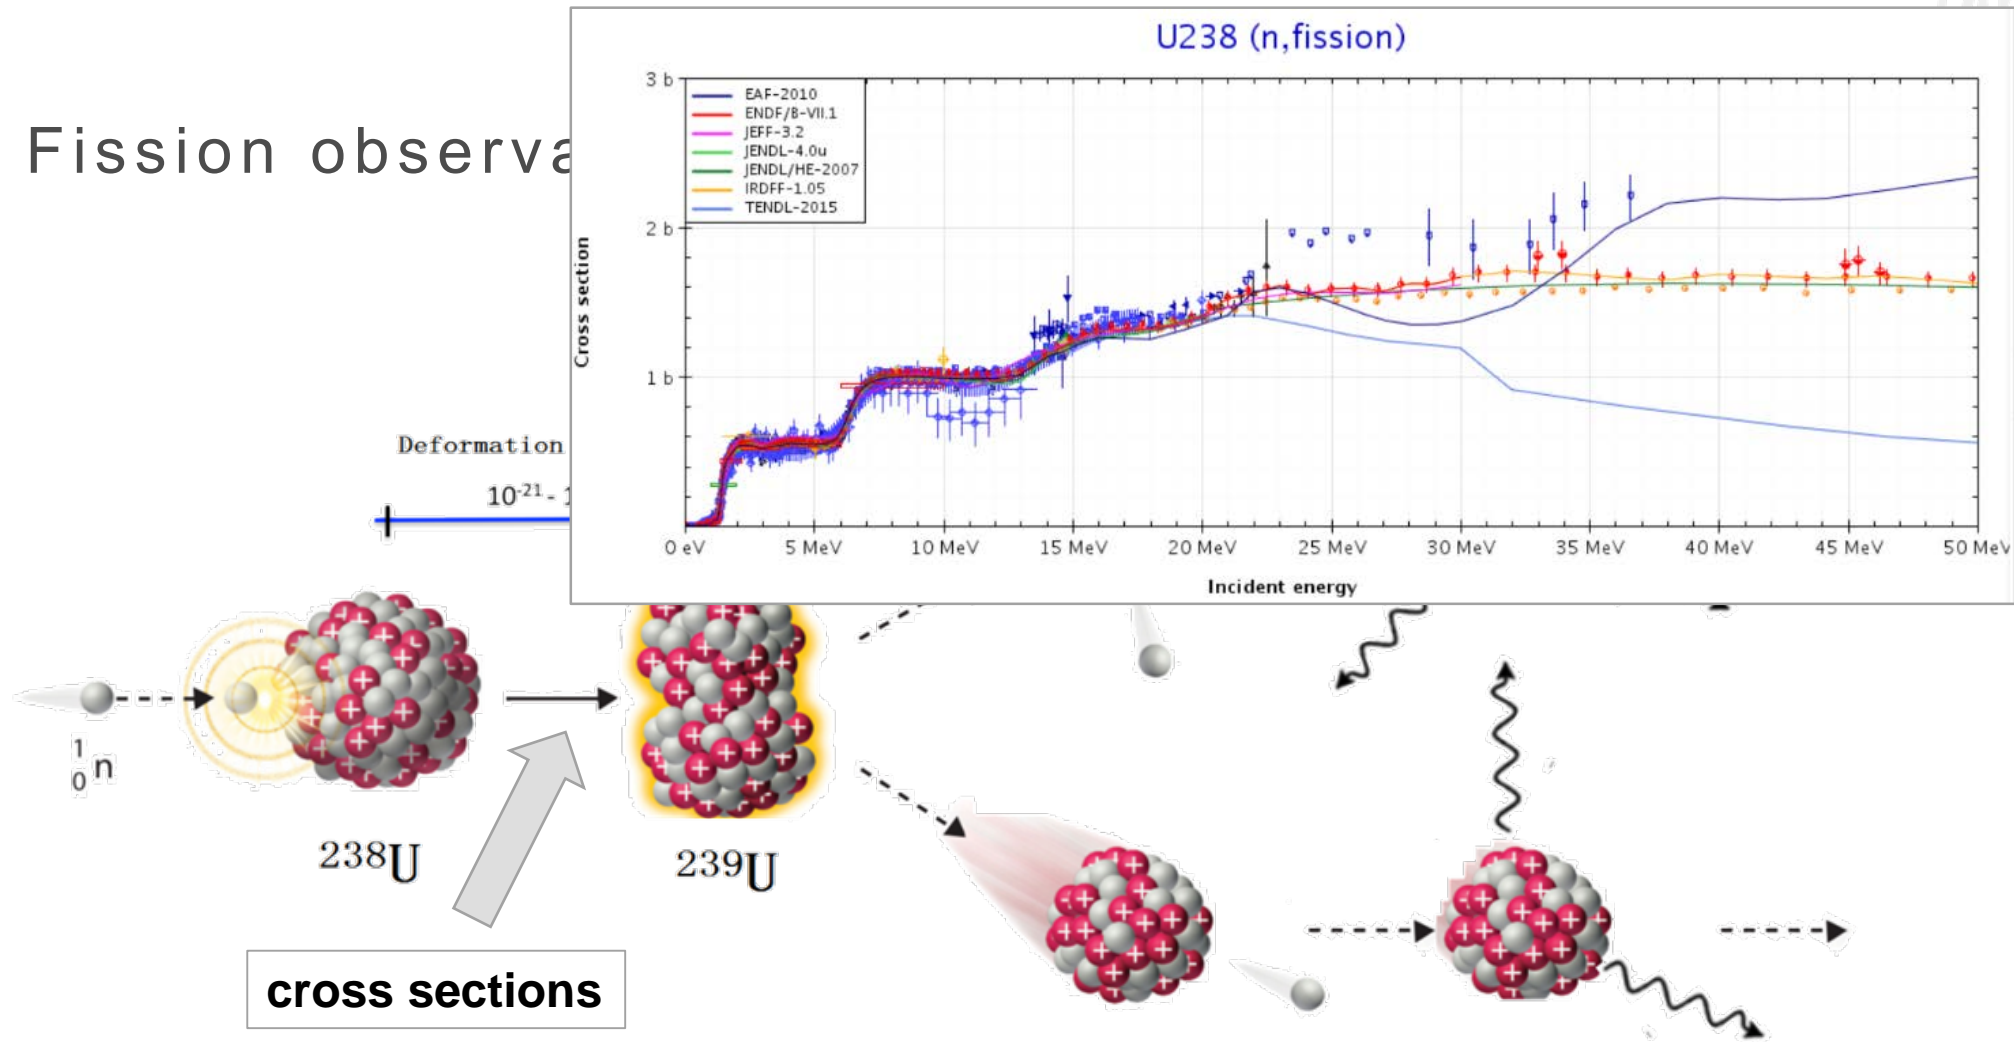 U238 (n,fission)
Fission observa
3 b
2 b
1 b
Cross section
EAF-2010
ENDF/B-VII.1
JEFF-3.2
JENDL-4.0u
JENDL/HE-2007
IRDFF-1.05
TENDL-2015
0 eV 5 MeV 10 MeV 15 MeV 20 MeV 25 MeV 30 MeV 35 MeV 40 MeV 45 MeV 50 MeV
Incident energy
Deformation
10⁻²¹ - 1
¹₀n
²³⁸U
²³⁹U
cross sections